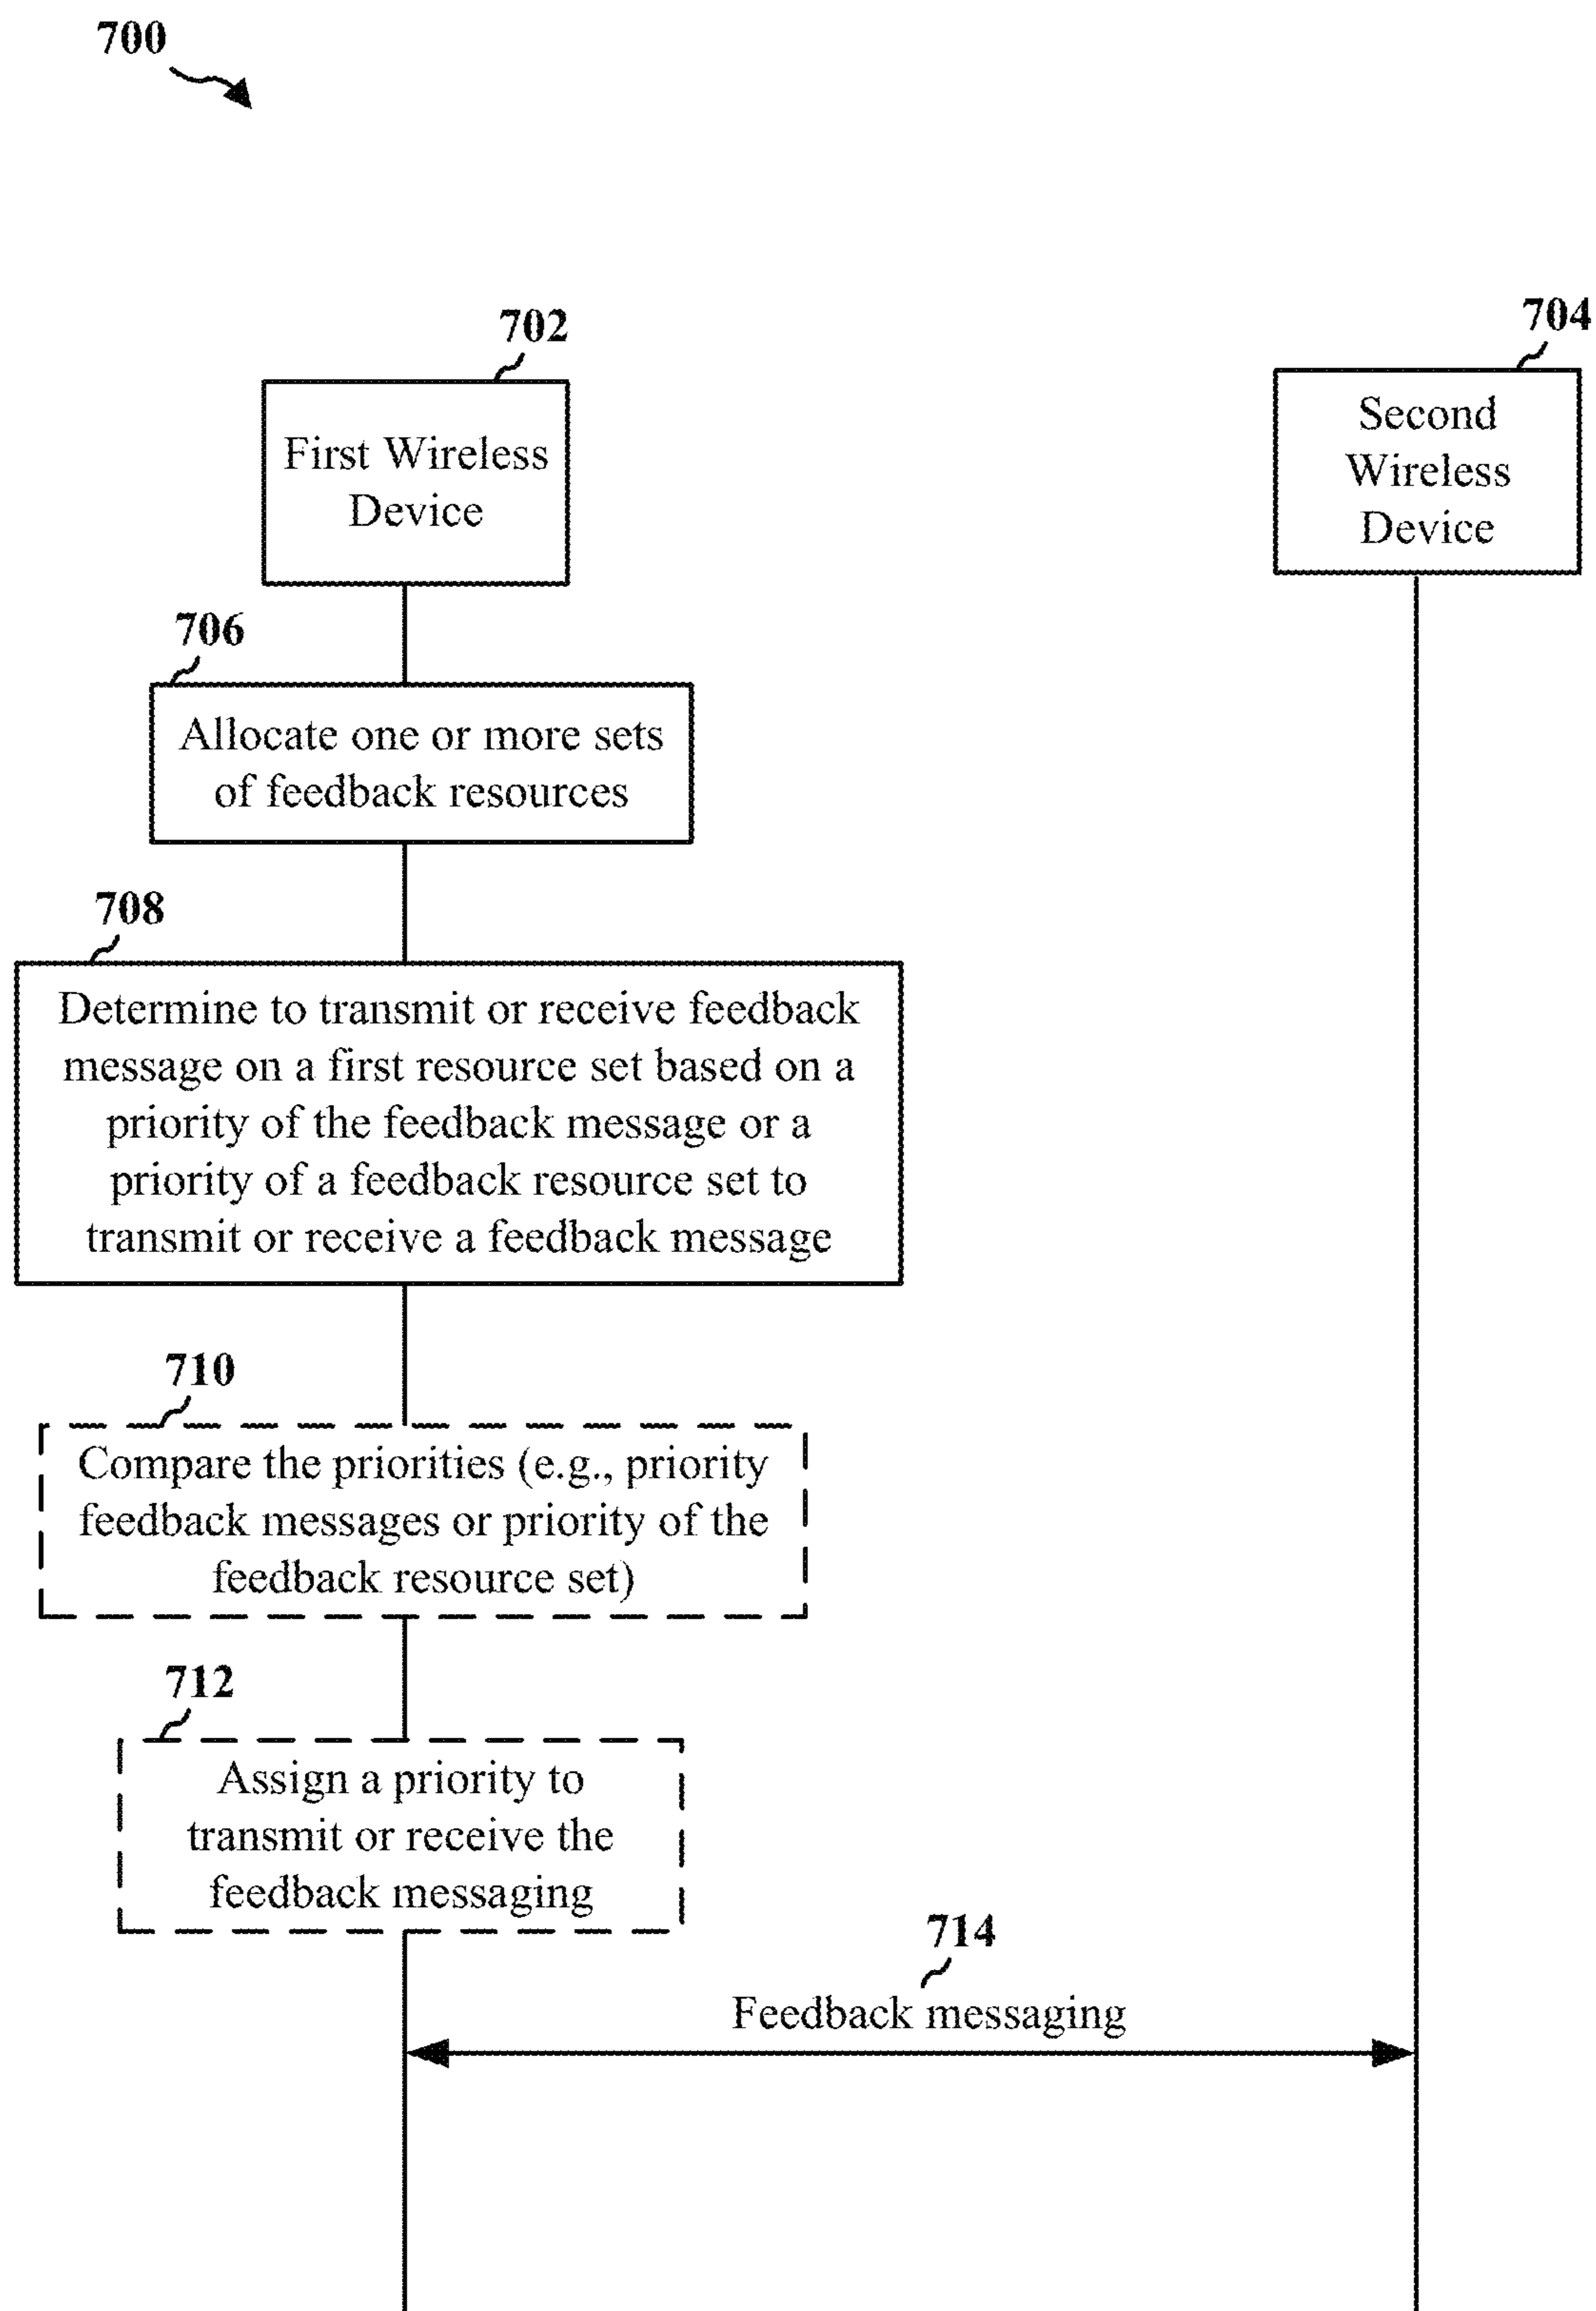 700
702
First Wireless
Device
704
Second
Wireless
Device
706
Allocate one or more sets
of feedback resources
708
Determine to transmit or receive feedback
message on a first resource set based on a
priority of the feedback message or a
priority of a feedback resource set to
transmit or receive a feedback message
710
Compare the priorities (e.g., priority
feedback messages or priority of the
feedback resource set)
712
Assign a priority to
transmit or receive the
feedback messaging
714
Feedback messaging